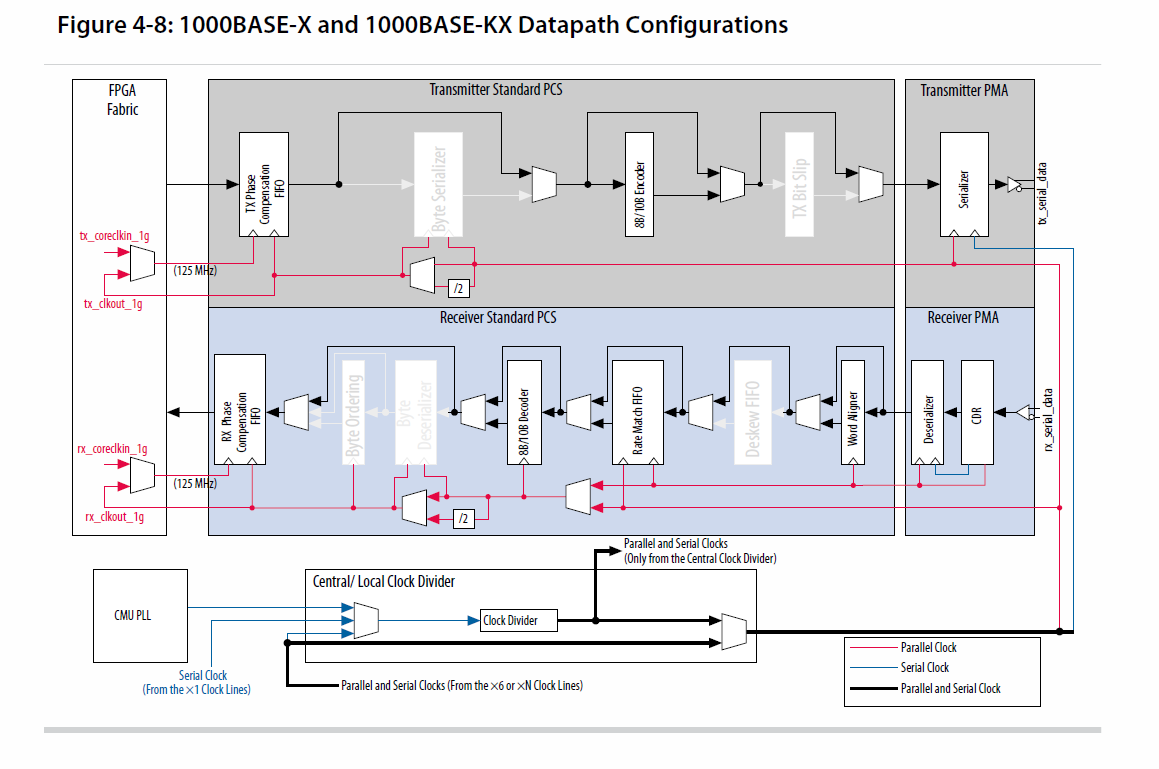 Figure 4-8: 1000BASE-X and 1000BASE-KX Datapath Configurations
FPGA
Fabric
Transmitter Standard PCS
Transmitter PMA
TX Phase
Compensation
FIFO
Byte Serializer
8B/10B Encoder
TX Bit Slip
Serializer
tx_serial_data
tx_coreclkin_1g
(125 MHz)
/2
tx_clkout_1g
Receiver Standard PCS
Receiver PMA
RX Phase
Compensation
FIFO
Byte Ordering
Byte
Deserializer
8B/10B Decoder
Rate Match FIFO
Deskew FIFO
Word Aligner
Deserializer
CDR
rx_serial_data
rx_coreclkin_1g
(125 MHz)
rx_clkout_1g
/2
Parallel and Serial Clocks
(Only from the Central Clock Divider)
Central/ Local Clock Divider
CMU PLL
Clock Divider
Serial Clock
(From the ×1 Clock Lines)
Parallel and Serial Clocks (From the ×6 or ×N Clock Lines)
Parallel Clock
Serial Clock
Parallel and Serial Clock